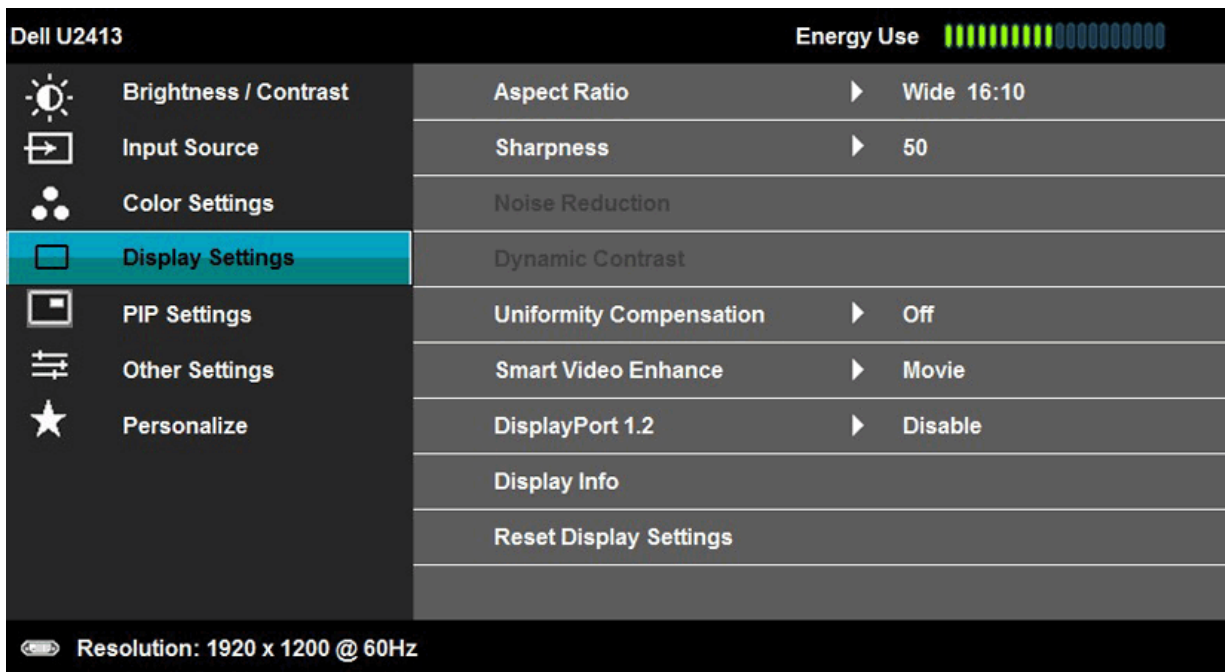 Dell U2413 Energy Use
Brightness / Contrast Aspect Ratio Wide 16:10
Input Source Sharpness 50
Color Settings Noise Reduction
Display Settings Dynamic Contrast
PIP Settings Uniformity Compensation Off
Other Settings Smart Video Enhance Movie
Personalize DisplayPort 1.2 Disable
Display Info
Reset Display Settings
Resolution: 1920 x 1200 @ 60Hz